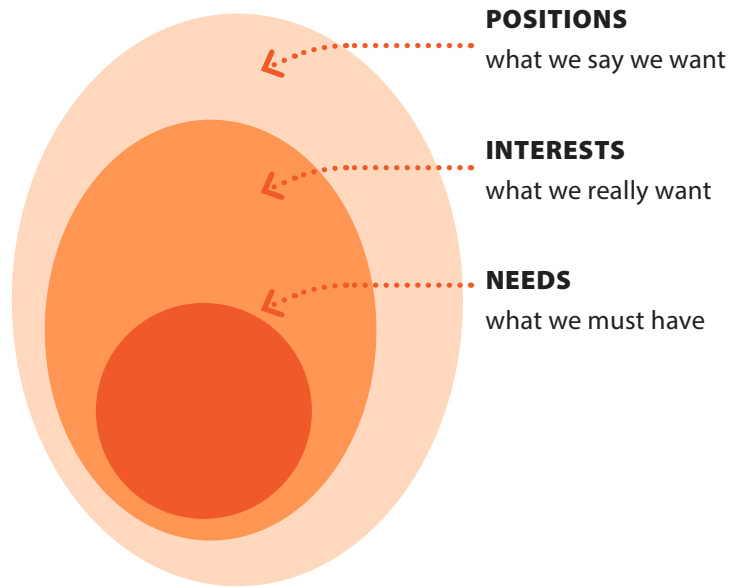 POSITIONS
what we say we want
INTERESTS
what we really want
NEEDS
what we must have